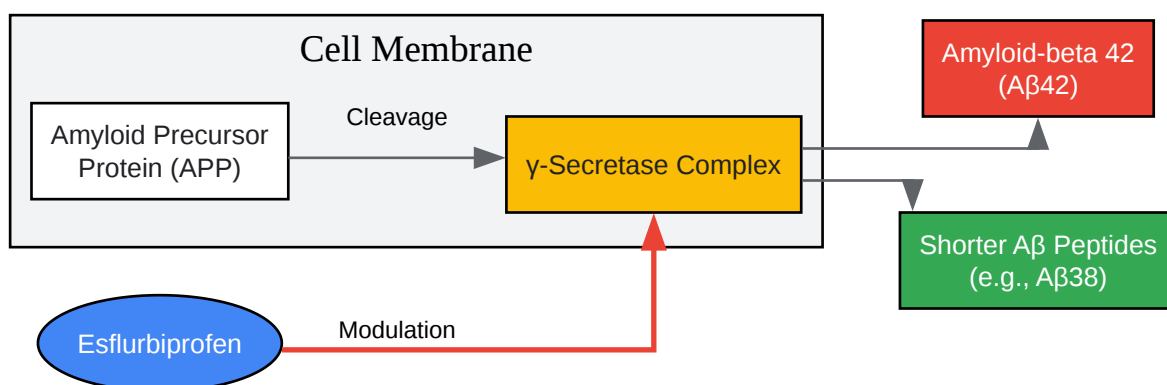 Cell Membrane
Amyloid Precursor
Protein (APP)
Cleavage
γ-Secretase Complex
Amyloid-beta 42
(Aβ42)
Shorter Aβ Peptides
(e.g., Aβ38)
Esflurbiprofen
Modulation